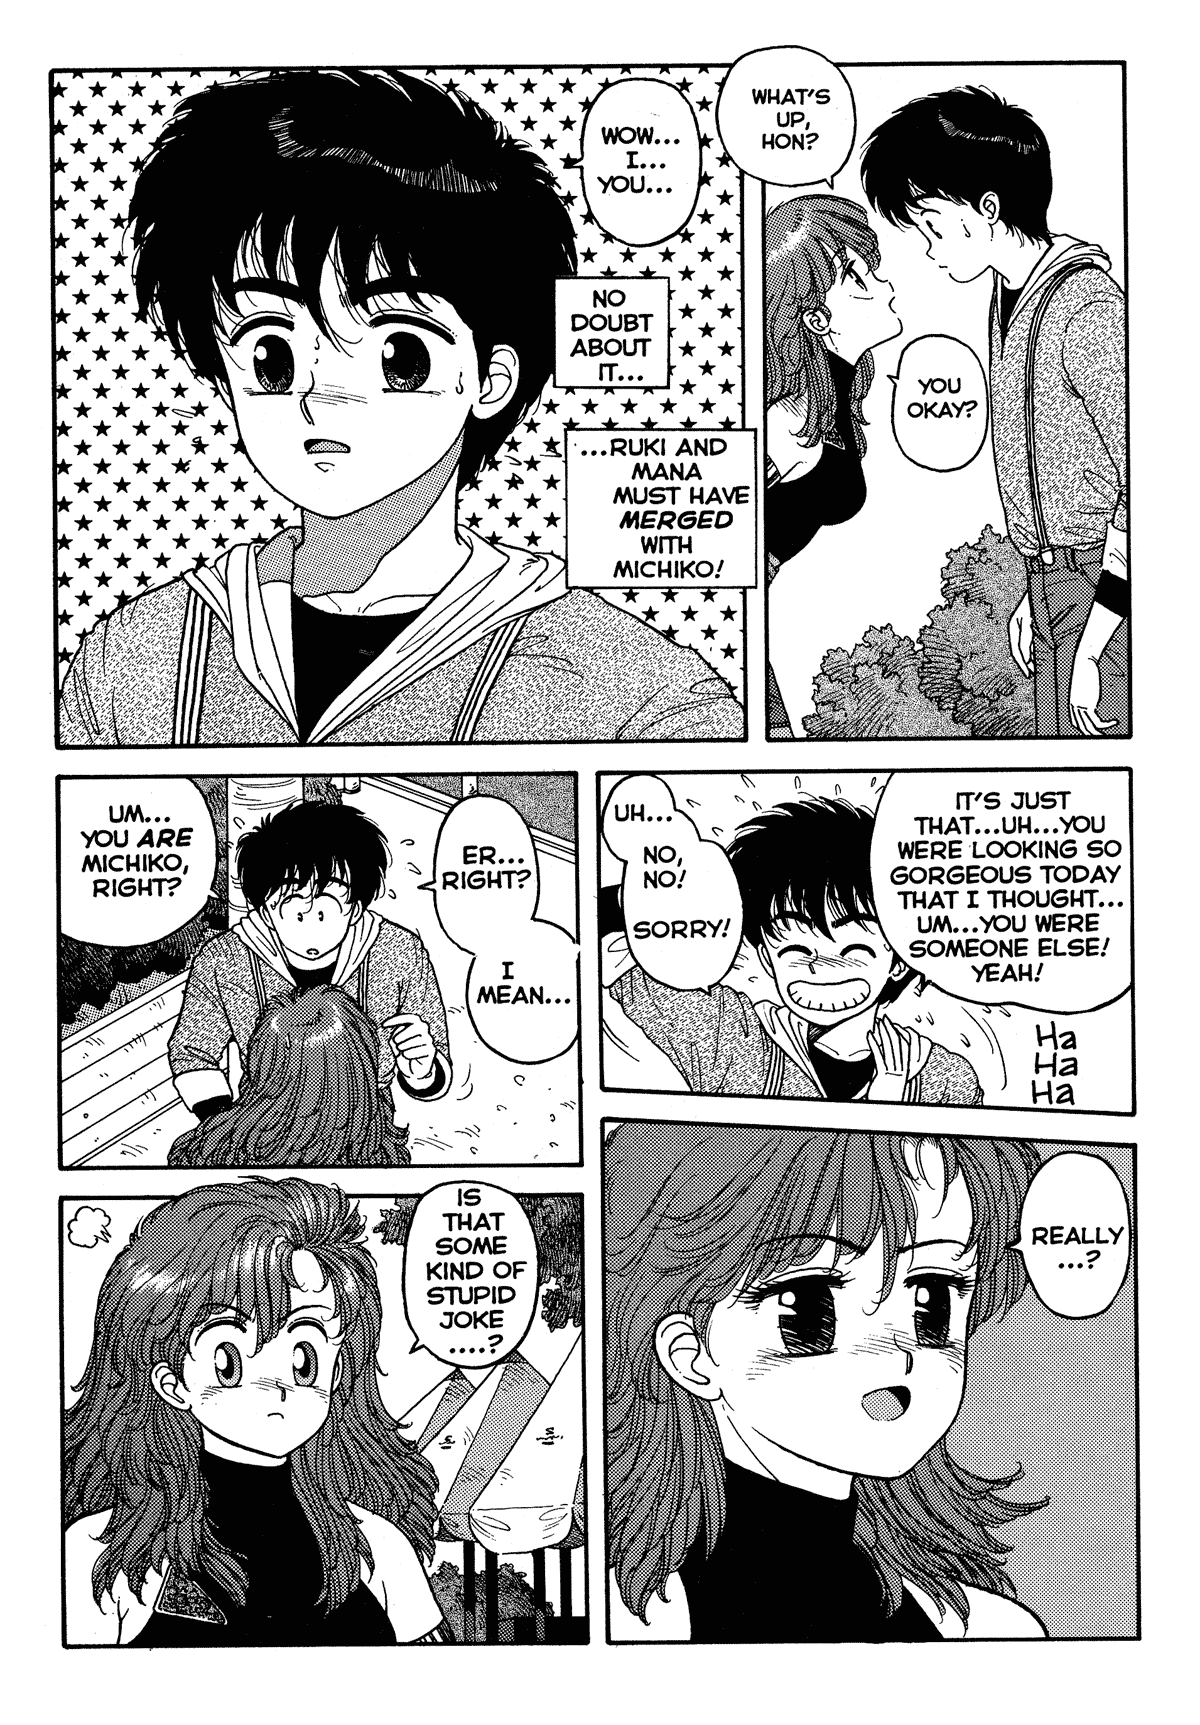 WOW...
I...
YOU...
NO
DOUBT
ABOUT
IT...
...RUKI AND
MANA
MUST HAVE
MERGED
WITH
MICHIKO!
WHAT'S
UP,
HON?
YOU
OKAY?
UM...
YOU ARE
MICHIKO,
RIGHT?
ER...
RIGHT?
I
MEAN...
UH...
NO,
NO!
SORRY!
IT'S JUST
THAT...UH...YOU
WERE LOOKING SO
GORGEOUS TODAY
THAT I THOUGHT...
UM...YOU WERE
SOMEONE ELSE!
YEAH!
Ha
Ha
Ha
IS
THAT
SOME
KIND OF
STUPID
JOKE
....?
REALLY
...?